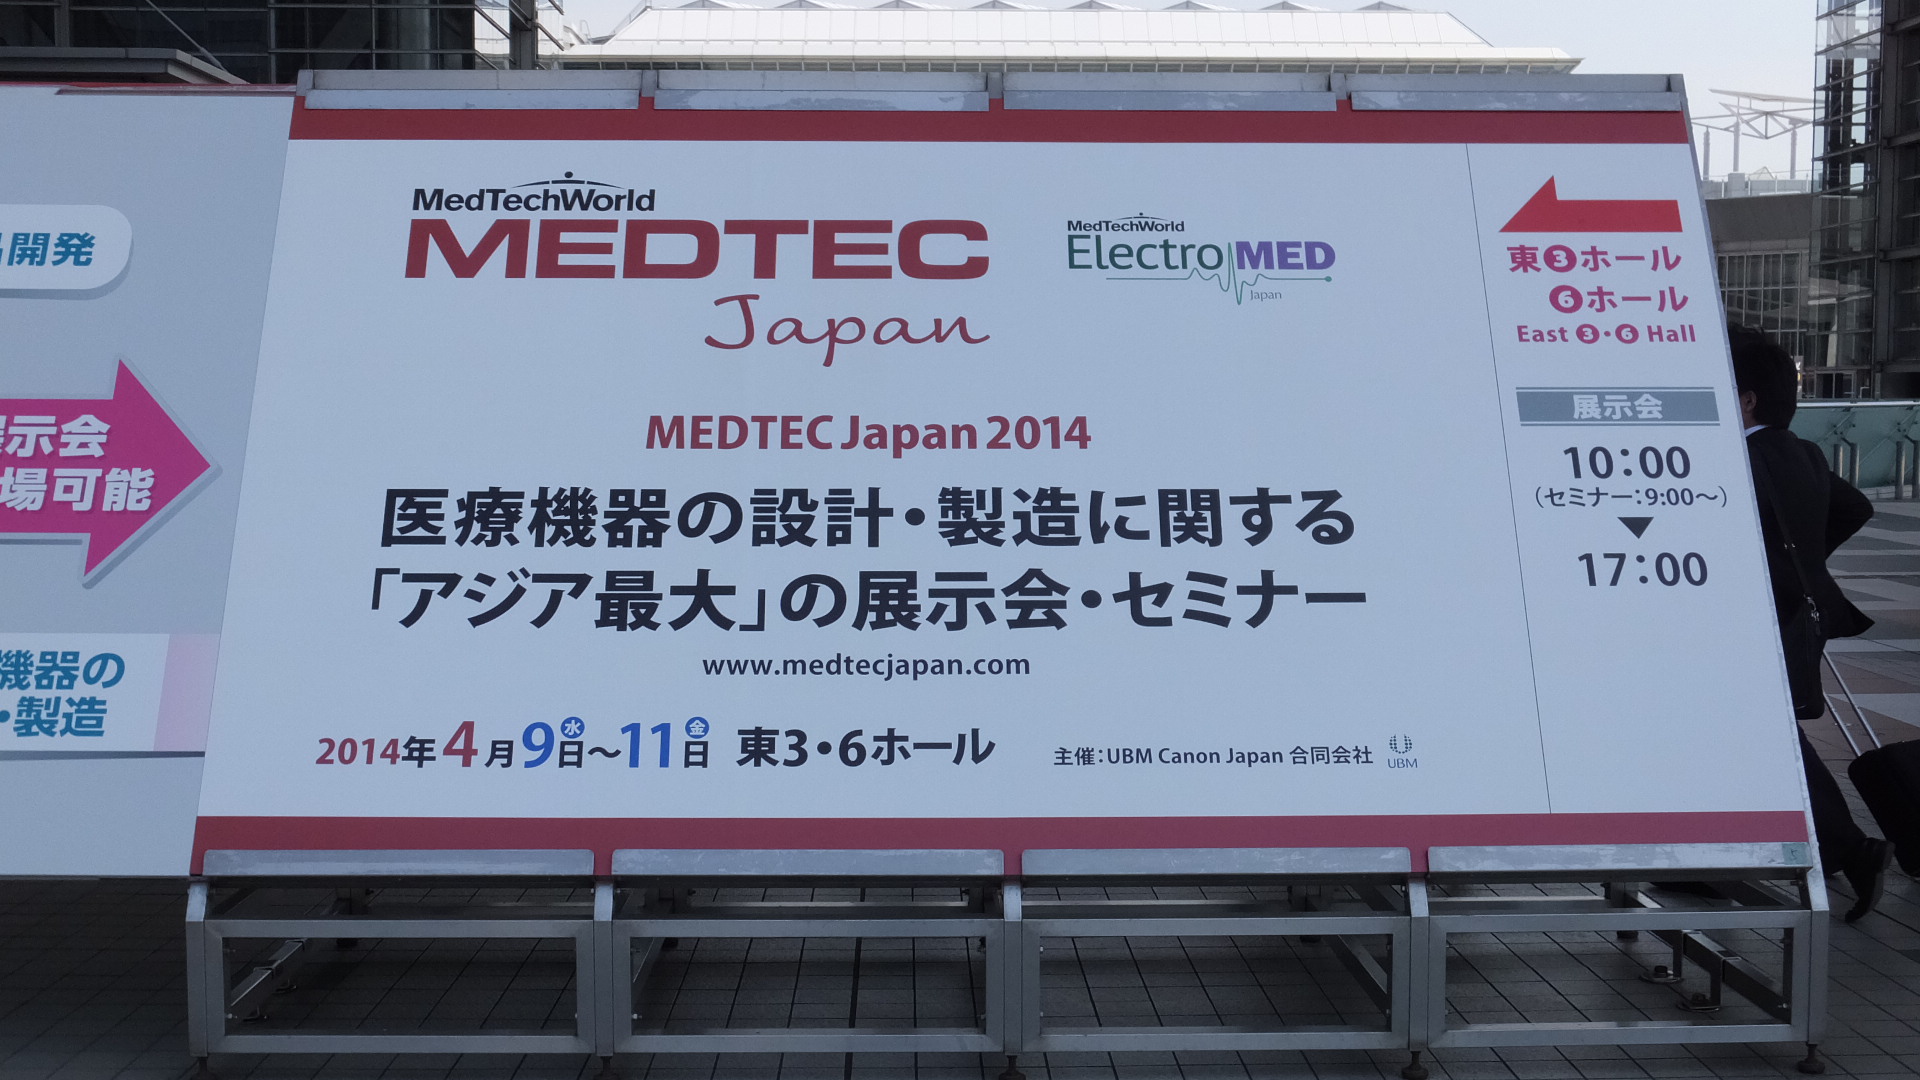 開発
示会
場可能
機器の
・製造
MedTechWorld
MEDTEC
Japan
MedTechWorld
ElectroMED
Japan
MEDTEC Japan 2014
医療機器の設計・製造に関する
「アジア最大」の展示会・セミナー
www.medtecjapan.com
2014年4月9日水～11日金 東3・6ホール
主催：UBM Canon Japan 合同会社 UBM
東3ホール
6ホール
East 3・6 Hall
展示会
10：00
（セミナー：9:00～）
17：00